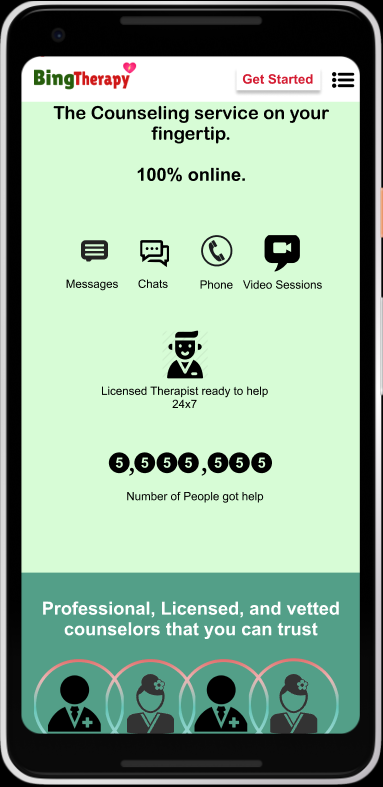 BingTherapy
Get Started
The Counseling service on your
fingertip.
100% online.
Messages Chats Phone Video Sessions
Licensed Therapist ready to help
24x7
5,555,555
Number of People got help
Professional, Licensed, and vetted
counselors that you can trust